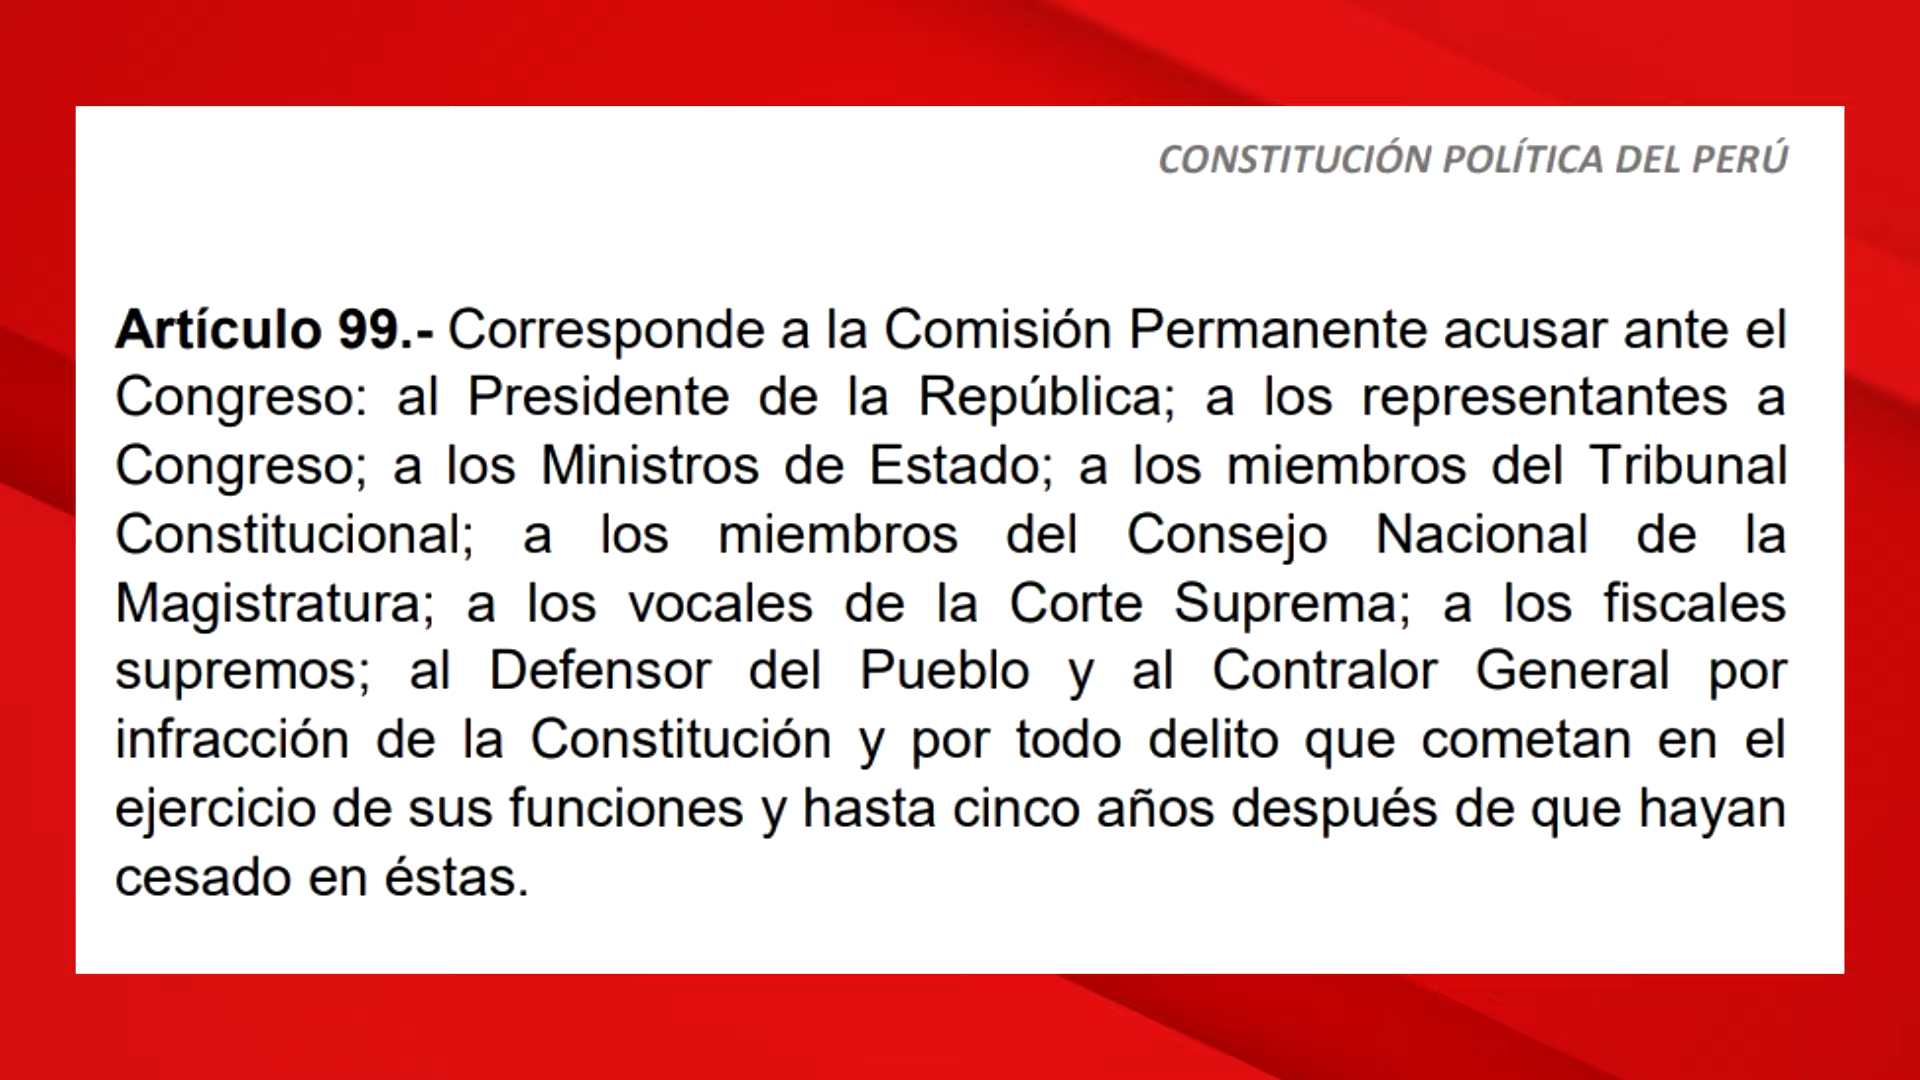 CONSTITUCIÓN POLÍTICA DEL PERÚ
Artículo 99.- Corresponde a la Comisión Permanente acusar ante el
Congreso: al Presidente de la República; a los representantes a
Congreso; a los Ministros de Estado; a los miembros del Tribunal
Constitucional; a los miembros del Consejo Nacional de la
Magistratura; a los vocales de la Corte Suprema; a los fiscales
supremos; al Defensor del Pueblo y al Contralor General por
infracción de la Constitución y por todo delito que cometan en el
ejercicio de sus funciones y hasta cinco años después de que hayan
cesado en éstas.